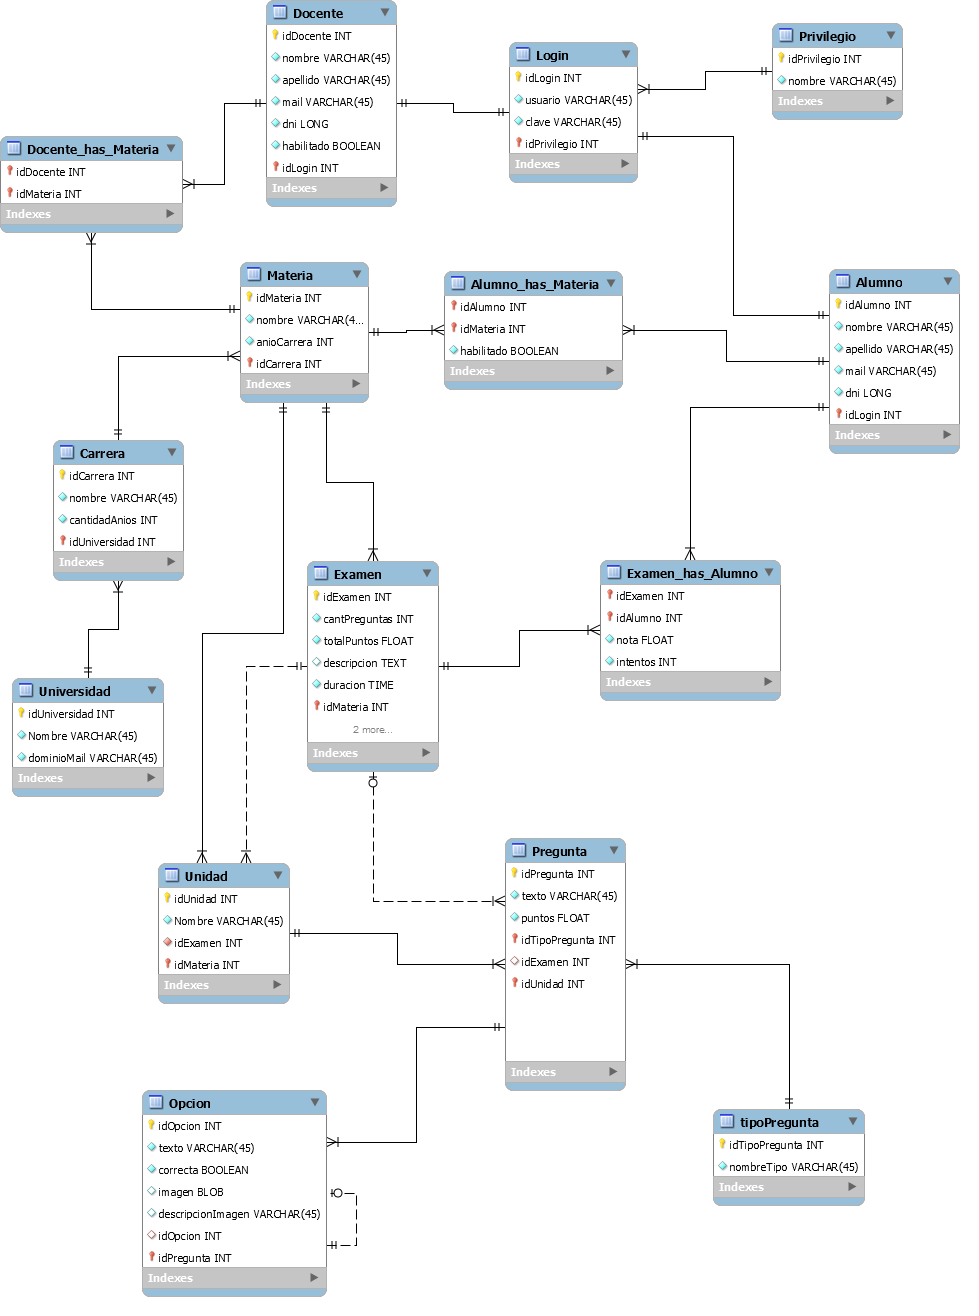 Docente
idDocente INT
nombre VARCHAR(45)
apellido VARCHAR(45)
mail VARCHAR(45)
dni LONG
habilitado BOOLEAN
idLogin INT
Indexes
Login
idLogin INT
usuario VARCHAR(45)
clave VARCHAR(45)
idPrivilegio INT
Indexes
Privilegio
idPrivilegio INT
nombre VARCHAR(45)
Indexes
Docente_has_Materia
idDocente INT
idMateria INT
Indexes
Materia
idMateria INT
nombre VARCHAR(4...
anioCarrera INT
idCarrera INT
Indexes
Alumno_has_Materia
idAlumno INT
idMateria INT
habilitado BOOLEAN
Indexes
Alumno
idAlumno INT
nombre VARCHAR(45)
apellido VARCHAR(45)
mail VARCHAR(45)
dni LONG
idLogin INT
Indexes
Carrera
idCarrera INT
nombre VARCHAR(45)
cantidadAnios INT
idUniversidad INT
Indexes
Examen
idExamen INT
cantPreguntas INT
totalPuntos FLOAT
descripcion TEXT
duracion TIME
idMateria INT
2 more...
Indexes
Examen_has_Alumno
idExamen INT
idAlumno INT
nota FLOAT
intentos INT
Indexes
Universidad
idUniversidad INT
Nombre VARCHAR(45)
dominioMail VARCHAR(45)
Indexes
Unidad
idUnidad INT
Nombre VARCHAR(45)
idExamen INT
idMateria INT
Indexes
Pregunta
idPregunta INT
texto VARCHAR(45)
puntos FLOAT
idTipoPregunta INT
idExamen INT
idUnidad INT
Indexes
Opcion
idOpcion INT
texto VARCHAR(45)
correcta BOOLEAN
imagen BLOB
descripcionImagen VARCHAR(45)
idOpcion INT
idPregunta INT
Indexes
tipoPregunta
idTipoPregunta INT
nombreTipo VARCHAR(45)
Indexes